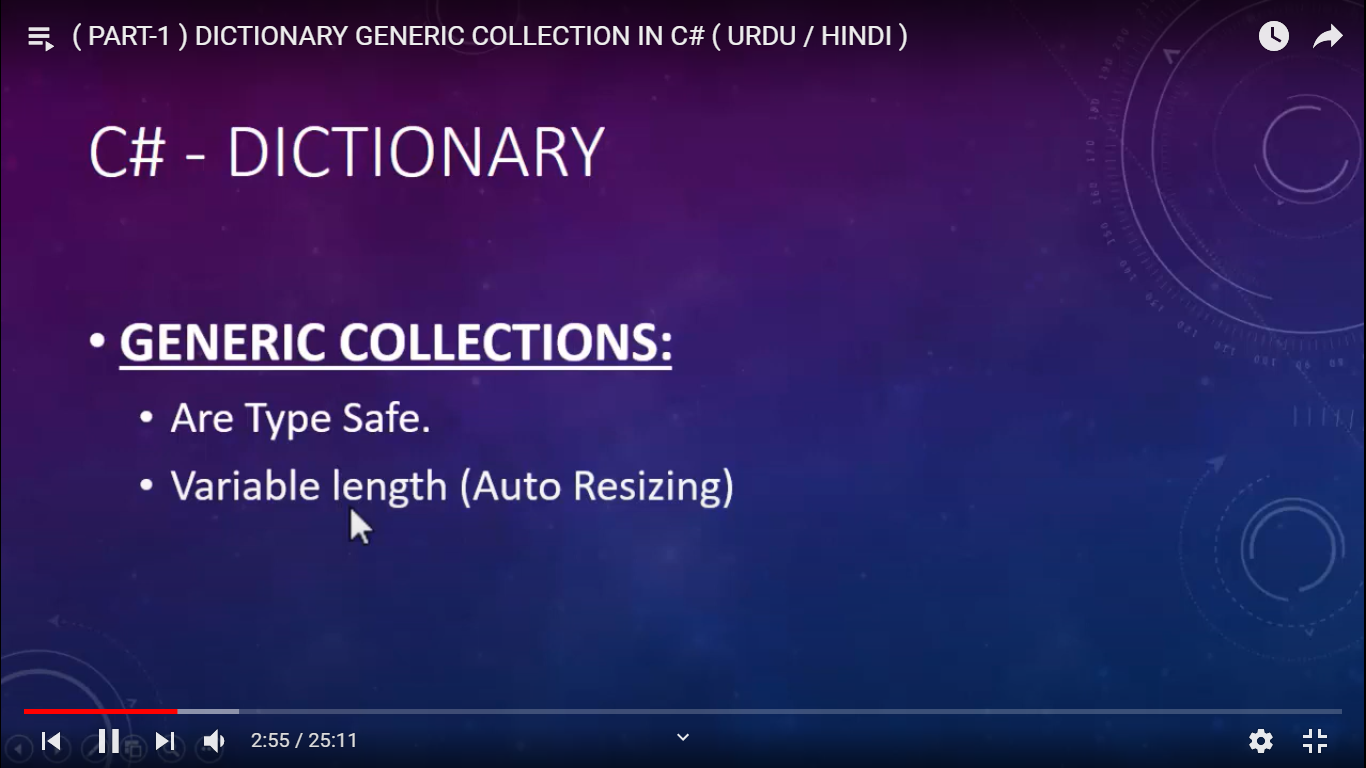 ( PART-1 ) DICTIONARY GENERIC COLLECTION IN C# ( URDU / HINDI )
C# - DICTIONARY
• GENERIC COLLECTIONS:
• Are Type Safe.
• Variable length (Auto Resizing)
2:55 / 25:11